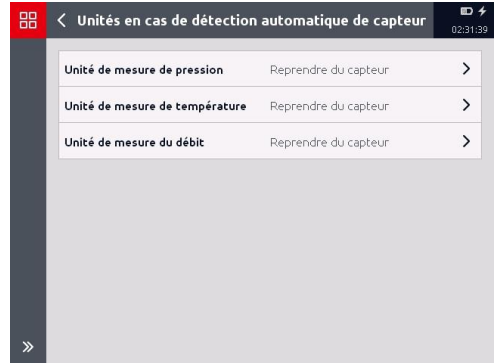 Unités en cas de détection automatique de capteur
02:31:39
Unité de mesure de pression Reprendre du capteur
Unité de mesure de température Reprendre du capteur
Unité de mesure du débit Reprendre du capteur